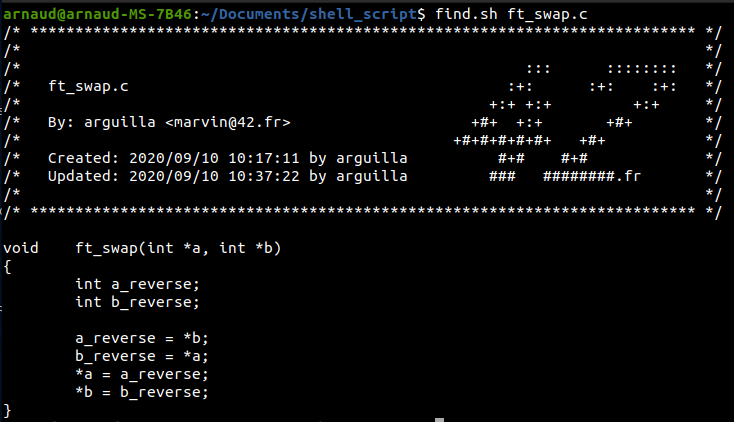 arnaud@arnaud-MS-7B46:~/Documents/shell_script$ find.sh ft_swap.c
/* ************************************************************************** */
/*                                                                            */
/*                                                        :::      ::::::::   */
/*   ft_swap.c                                          :+:      :+:    :+:   */
/*                                                    +:+ +:+         +:+     */
/*   By: arguilla <marvin@42.fr>                    +#+  +:+       +#+        */
/*                                                +#+#+#+#+#+   +#+           */
/*   Created: 2020/09/10 10:17:11 by arguilla          #+#    #+#             */
/*   Updated: 2020/09/10 10:37:22 by arguilla         ###   ########.fr       */
/*                                                                            */
/* ************************************************************************** */

void    ft_swap(int *a, int *b)
{
        int a_reverse;
        int b_reverse;

        a_reverse = *b;
        b_reverse = *a;
        *a = a_reverse;
        *b = b_reverse;
}